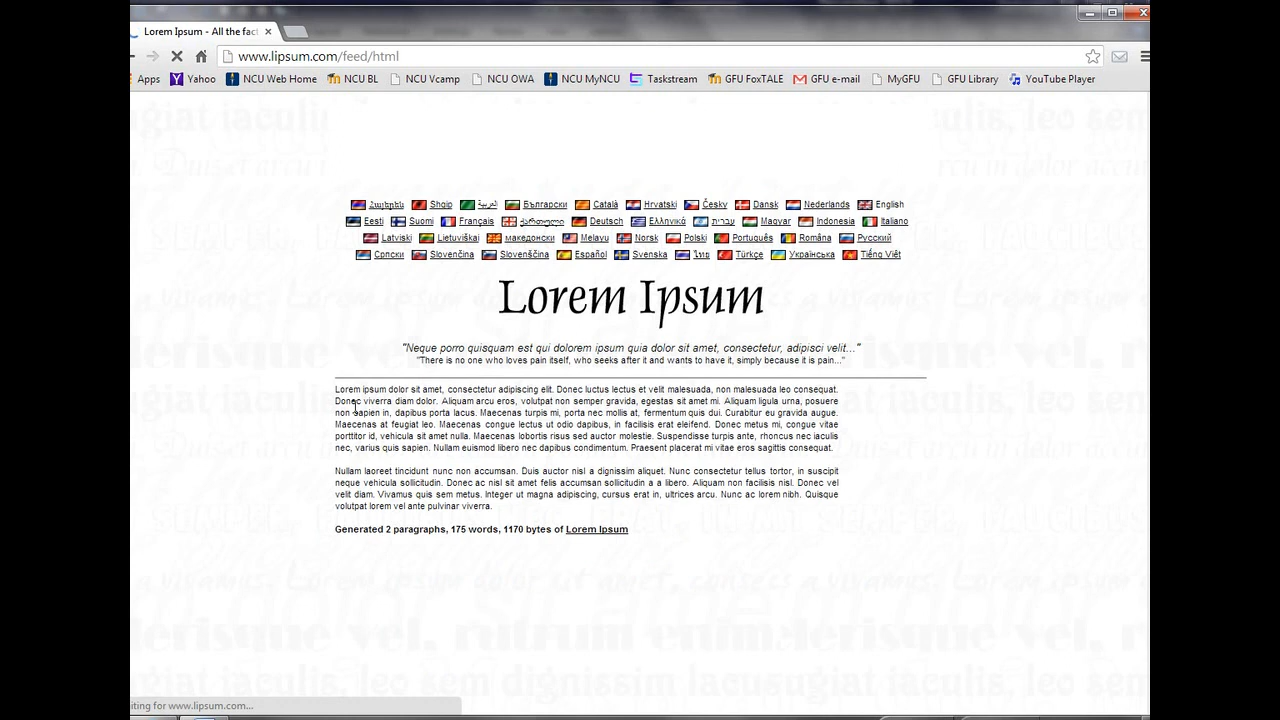 Lorem Ipsum - All the fact
www.lipsum.com/feed/html
Apps Yahoo NCU Web Home NCU BL NCU Vcamp NCU OWA NCU MyNCU Taskstream GFU FoxTALE GFU e-mail MyGFU GFU Library YouTube Player
Հայերեն Shqip العربية Български Català Hrvatski Česky Dansk Nederlands English
Eesti Suomi Français ქართული Deutsch Ελληνικά עברית Magyar Indonesia Italiano
Latviski Lietuviškai македонски Melayu Norsk Polski Português Româna Русский
Српски Slovenčina Slovenščina Español Svenska ไทย Türkçe Українська Tiếng Việt
Lorem Ipsum
"Neque porro quisquam est qui dolorem ipsum quia dolor sit amet, consectetur, adipisci velit..."
"There is no one who loves pain itself, who seeks after it and wants to have it, simply because it is pain..."
Lorem ipsum dolor sit amet, consectetur adipiscing elit. Donec luctus lectus et velit malesuada, non malesuada leo consequat.
Donec viverra diam dolor. Aliquam arcu eros, volutpat non semper gravida, egestas sit amet mi. Aliquam ligula urna, posuere
non sapien in, dapibus porta lacus. Maecenas turpis mi, porta nec mollis at, fermentum quis dui. Curabitur eu gravida augue.
Maecenas at feugiat leo. Maecenas congue lectus ut odio dapibus, in facilisis erat eleifend. Donec metus mi, congue vitae
porttitor id, vehicula sit amet nulla. Maecenas lobortis risus sed auctor molestie. Suspendisse turpis ante, rhoncus nec iaculis
nec, varius quis sapien. Nullam euismod libero nec dapibus condimentum. Praesent placerat mi vitae eros sagittis consequat.
Nullam laoreet tincidunt nunc non accumsan. Duis auctor nisl a dignissim aliquet. Nunc consectetur tellus tortor, in suscipit
neque vehicula sollicitudin. Donec ac nisl sit amet felis accumsan sollicitudin a a libero. Aliquam non facilisis nisl. Donec vel
velit diam. Vivamus quis sem metus. Integer ut magna adipiscing, cursus erat in, ultrices arcu. Nunc ac lorem nibh. Quisque
volutpat lorem vel ante pulvinar viverra.
Generated 2 paragraphs, 175 words, 1170 bytes of Lorem Ipsum
iting for www.lipsum.com...